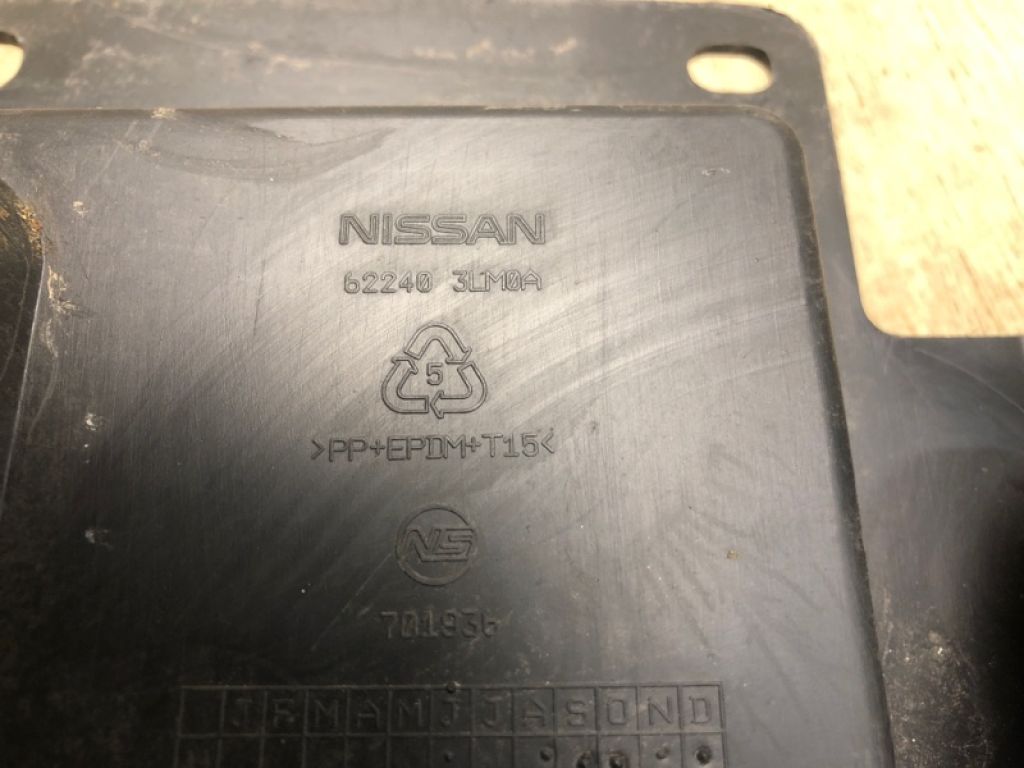 NISSAN
62240 3LM0A
5
>PP+EPDM+T15<
NS
701936
J F M A M J J A S O N D